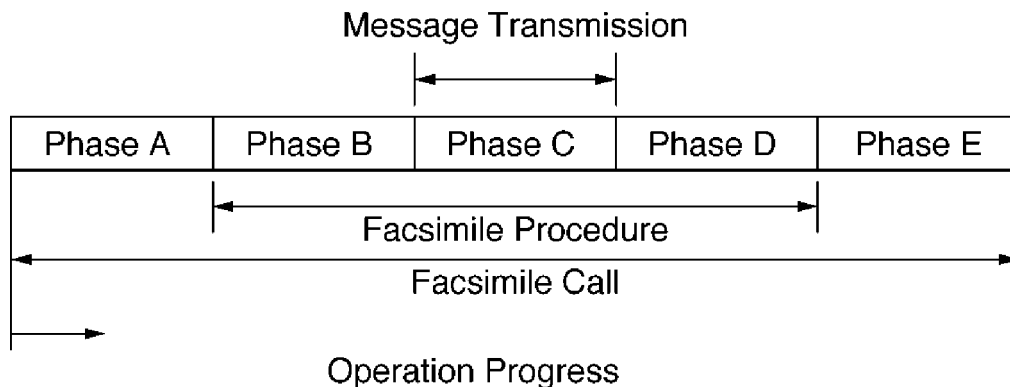 Message Transmission
Phase A Phase B Phase C Phase D Phase E
Facsimile Procedure
Facsimile Call
Operation Progress